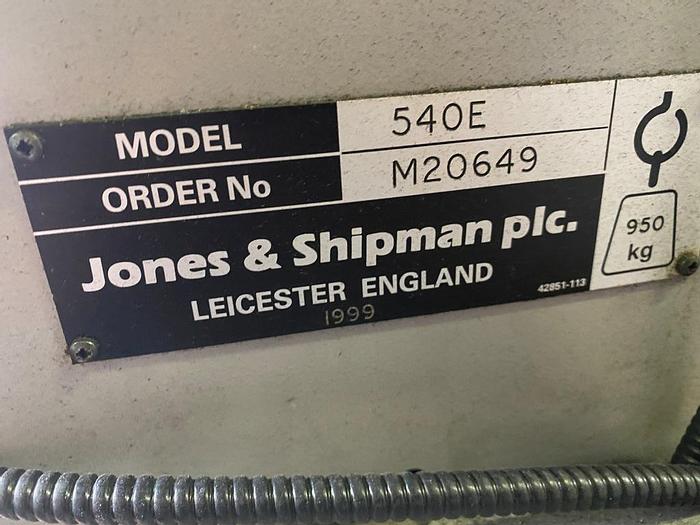 MODEL 540E
ORDER No M20649
Jones & Shipman plc.
LEICESTER ENGLAND
1999
42851-113
950
kg